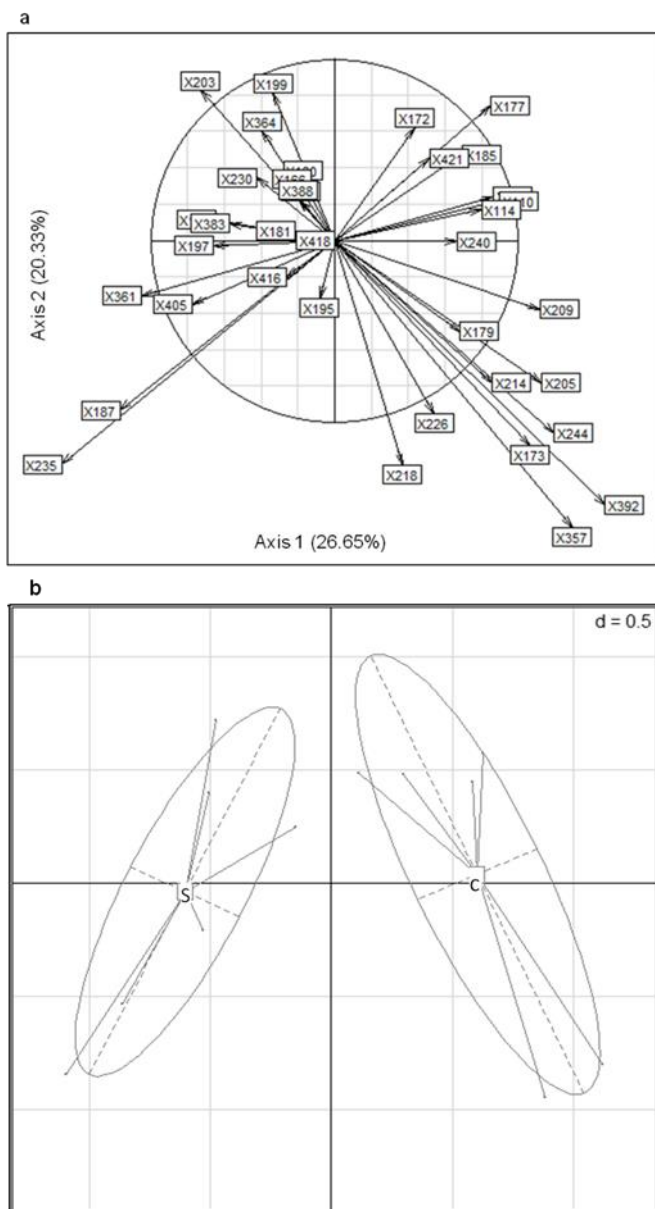 a
X203
X199
X177
X364
X172
X421
X185
X230
X388
X114
X383
X181
X418
X240
X197
X416
X361
X405
X195
X209
X179
X214
X205
X187
X226
X244
X235
X218
X173
X392
X357
Axis 2 (20.33%)
Axis 1 (26.65%)
b
d = 0.5
S
C